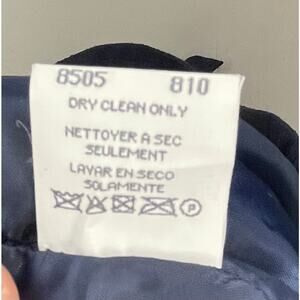 8505 810
DRY CLEAN ONLY
NETTOYER A SEC
SEULEMENT
LAVAR EN SECO
SOLAMENTE
P